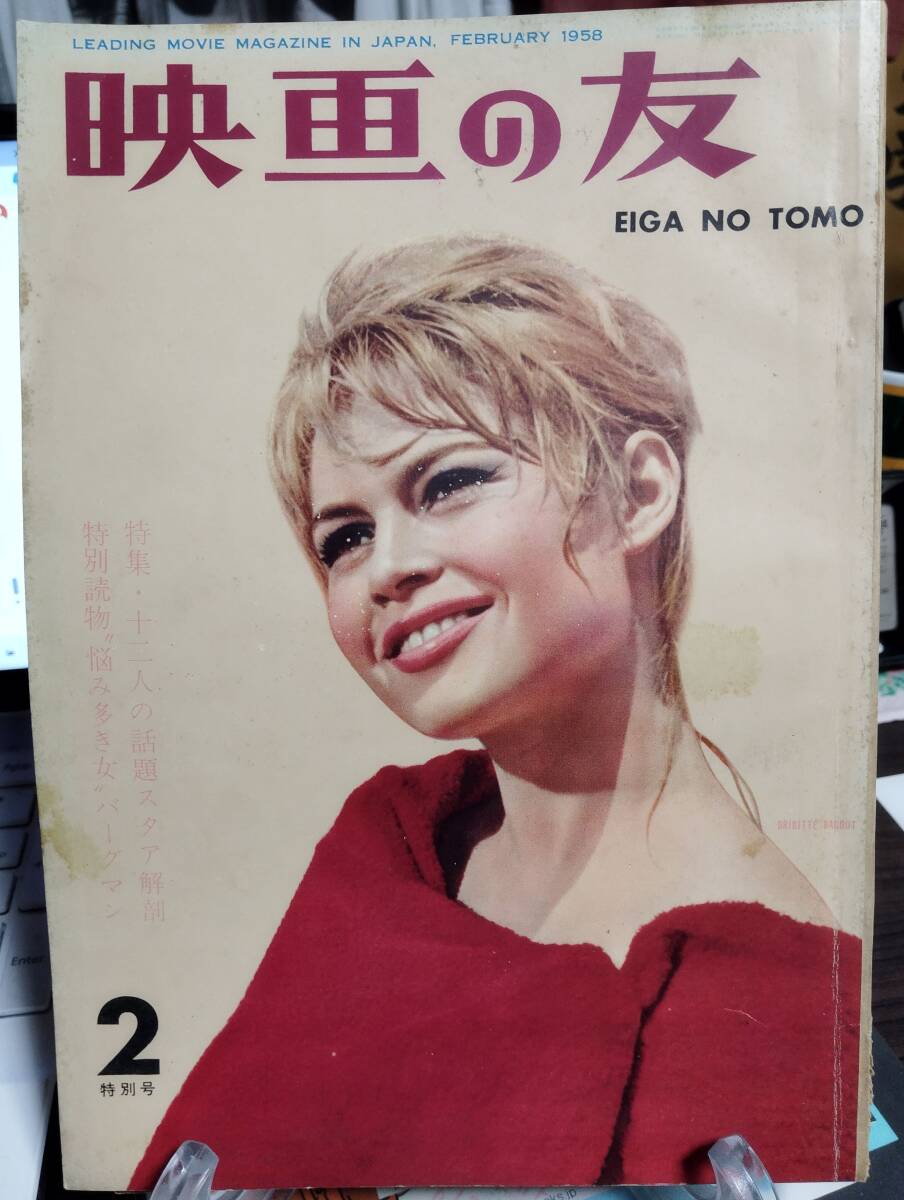 LEADING MOVIE MAGAZINE IN JAPAN, FEBRUARY 1958
映画の友
EIGA NO TOMO
特集・十二人の話題スタア解剖
特別読物〝悩み多き女〟バーグマン
BRIGITTE BARDOT
2
特別号
Enter